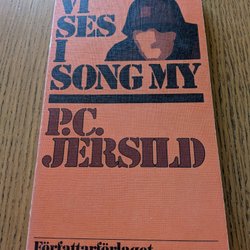 VI
SES
I
SONG MY
P.C.
JERSILD
Författarförlaget